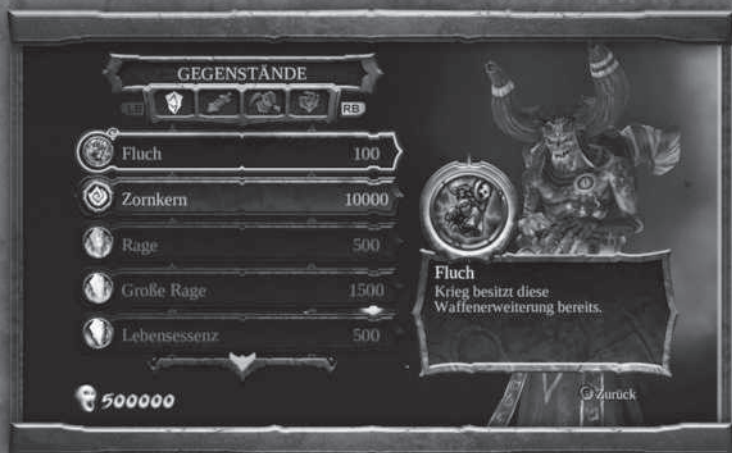 GEGENSTÄNDE
LB RB
Fluch 100
Zornkern 10000
Rage 500
Große Rage 1500
Lebensessenz 500
500000
Fluch
Krieg besitzt diese
Waffenerweiterung bereits.
Zurück